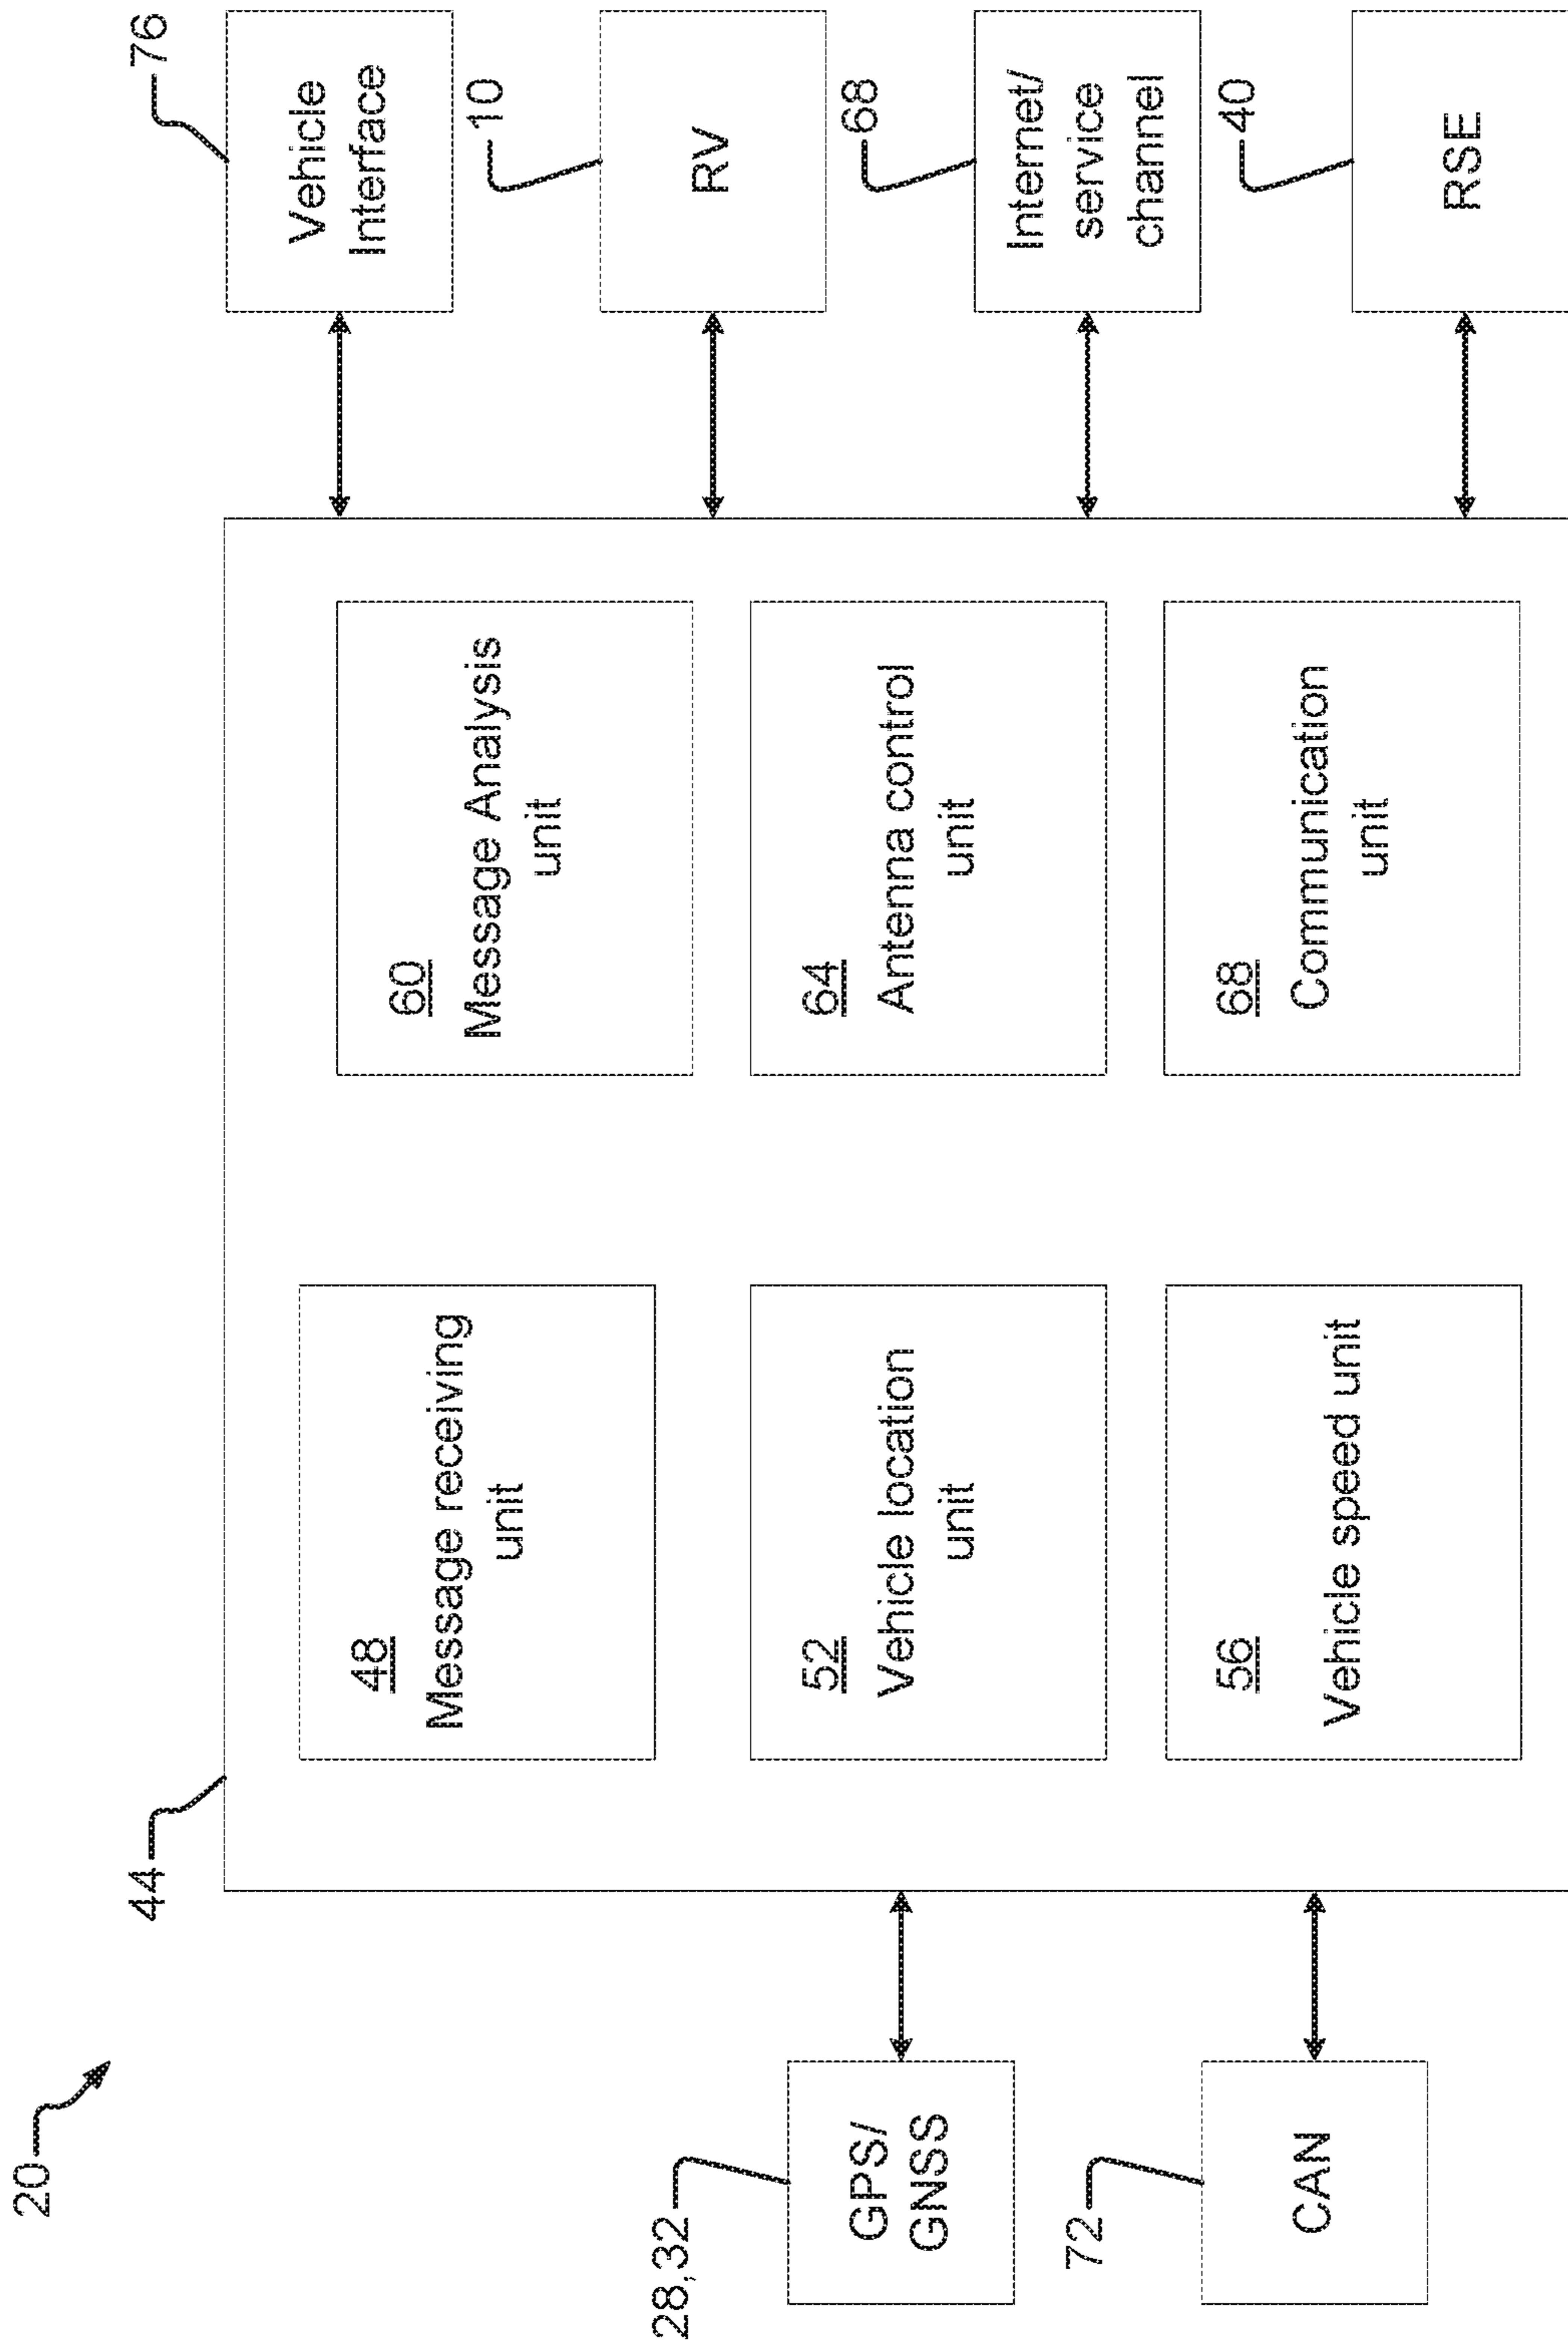 20
44
28,32
GPS/
GNSS
72
CAN
48
Message receiving
unit
52
Vehicle location
unit
56
Vehicle speed unit
60
Message Analysis
unit
64
Antenna control
unit
68
Communication
unit
76
Vehicle
Interface
10
RV
68
Internet/
service
channel
40
RSE